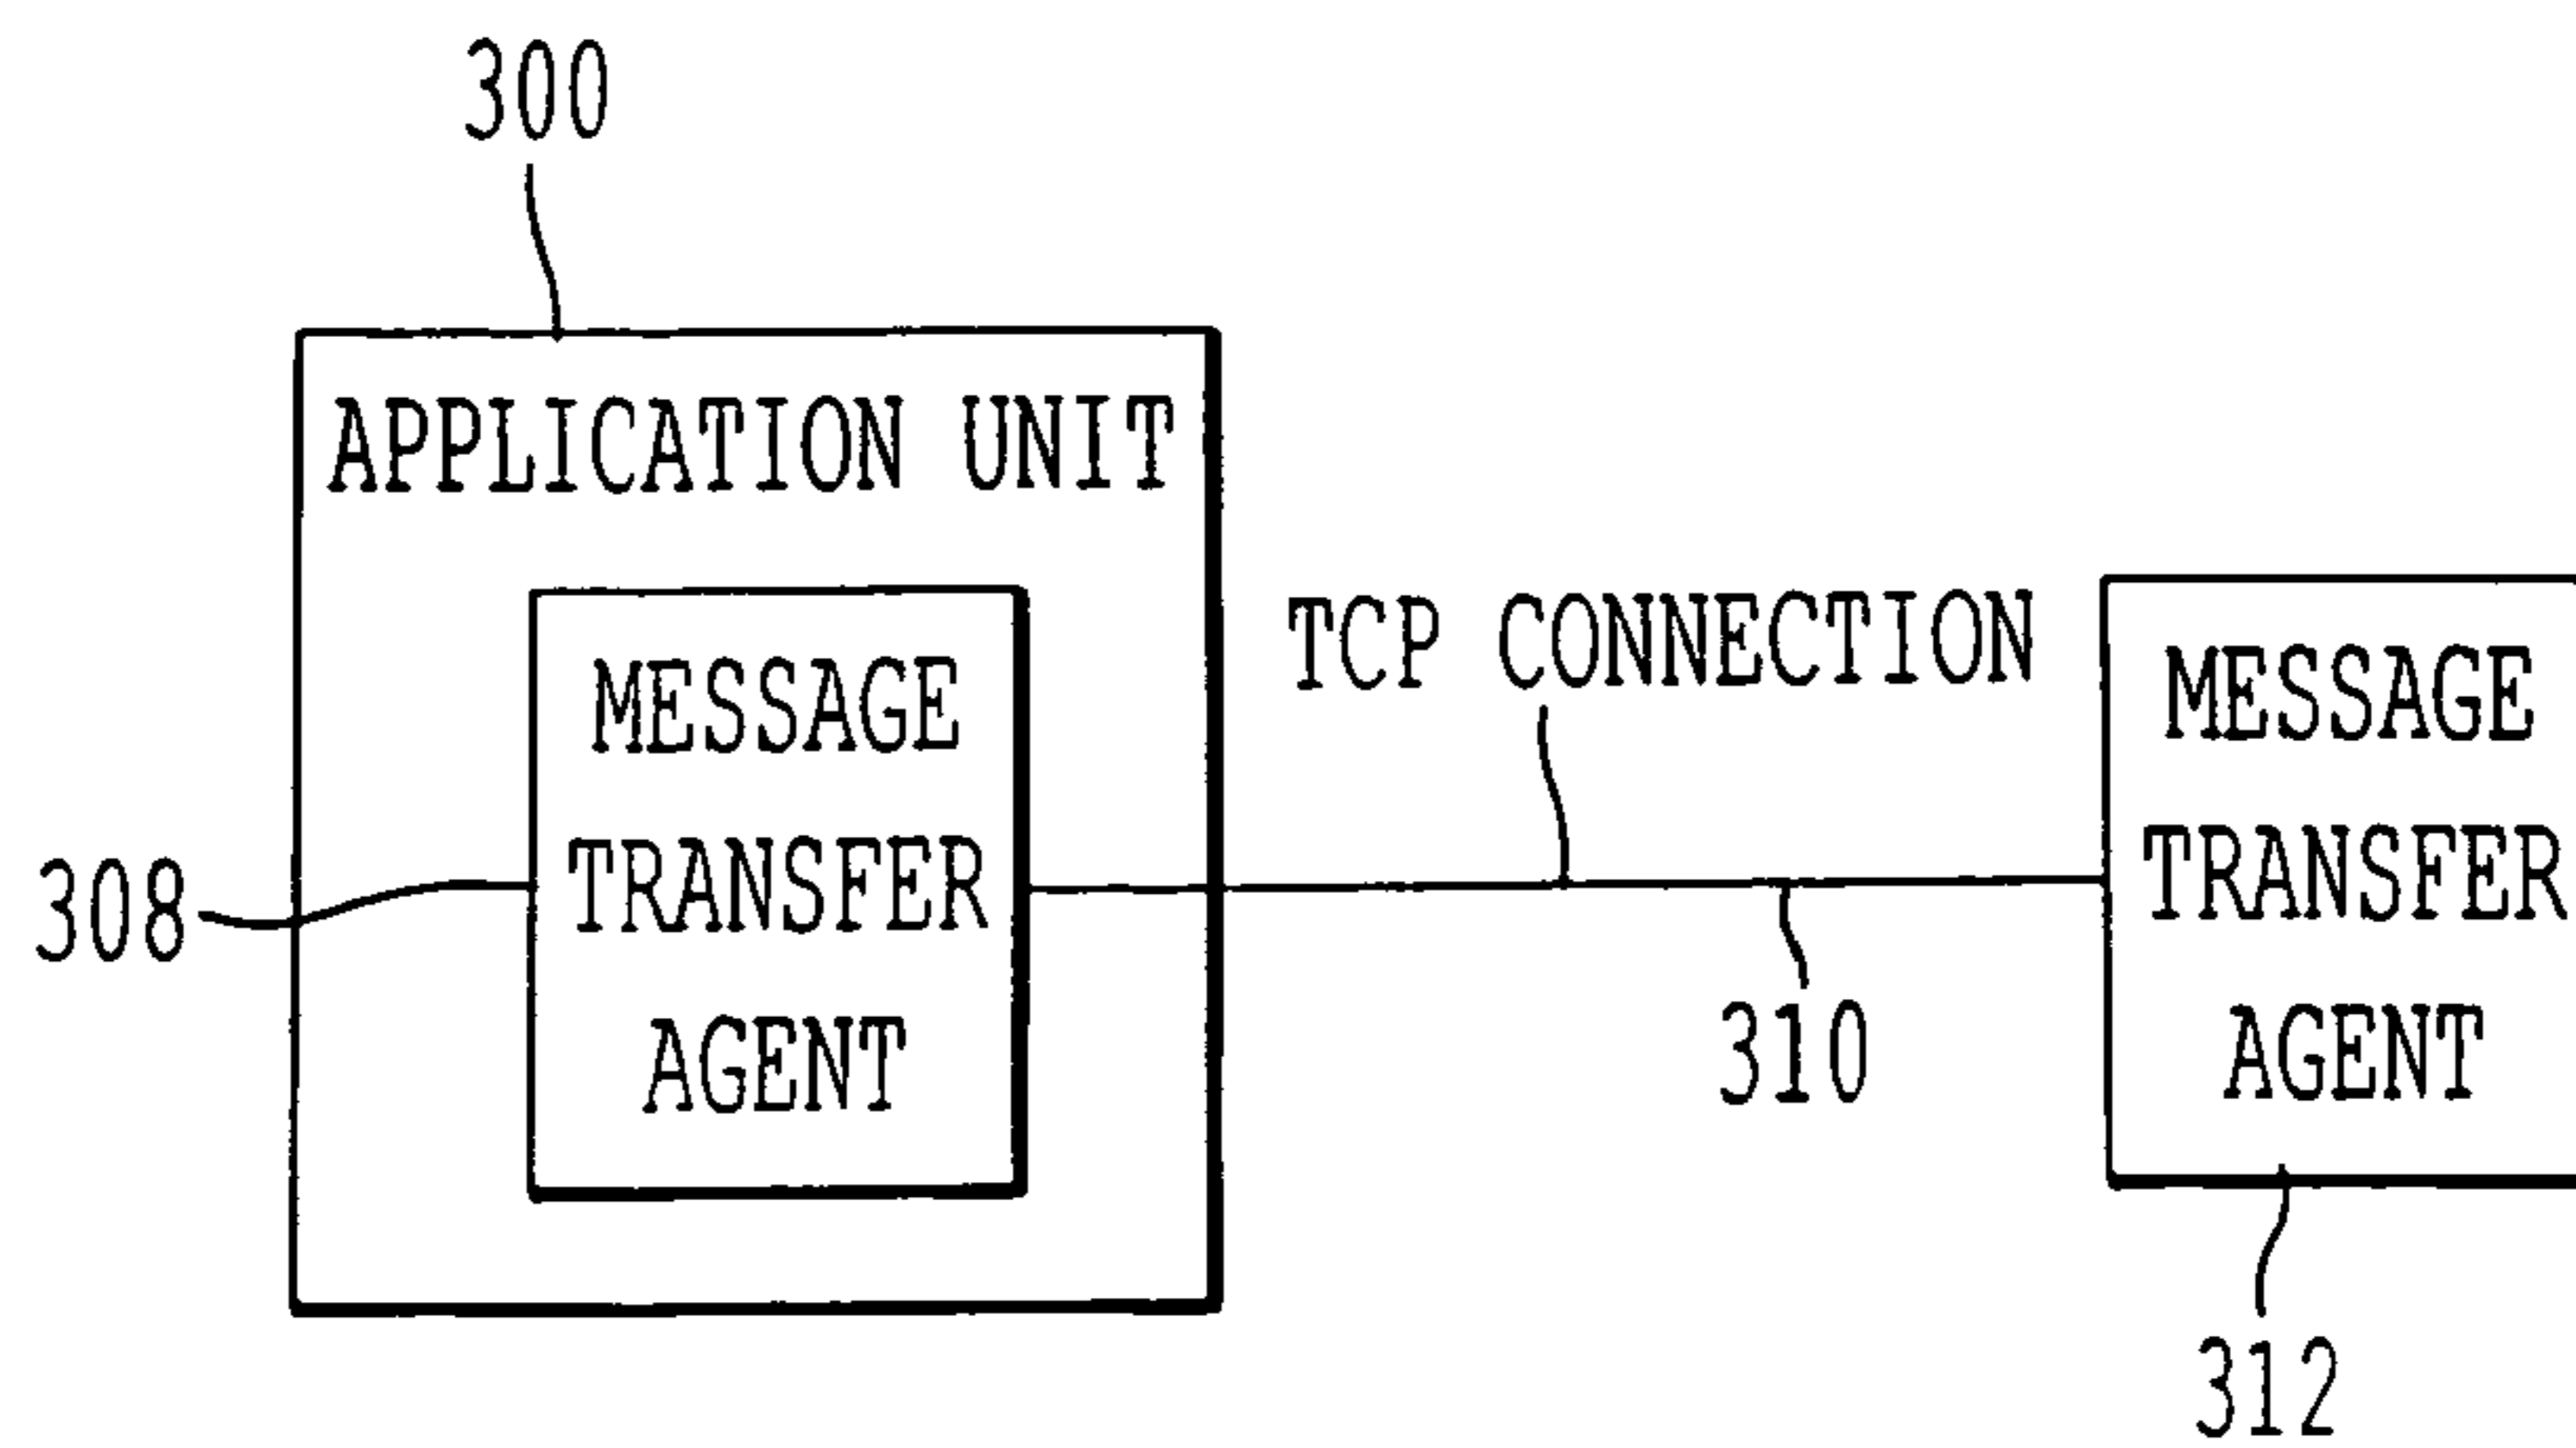 300
APPLICATION UNIT
MESSAGE
TRANSFER
AGENT
308
TCP CONNECTION
310
MESSAGE
TRANSFER
AGENT
312